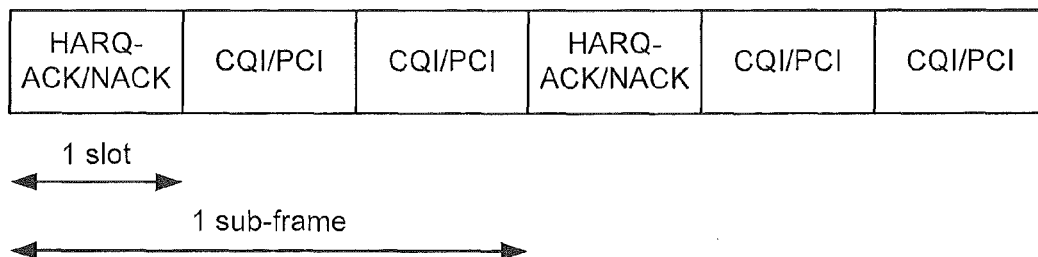 HARQ-
ACK/NACK
CQI/PCI
CQI/PCI
HARQ-
ACK/NACK
CQI/PCI
CQI/PCI
1 slot
1 sub-frame